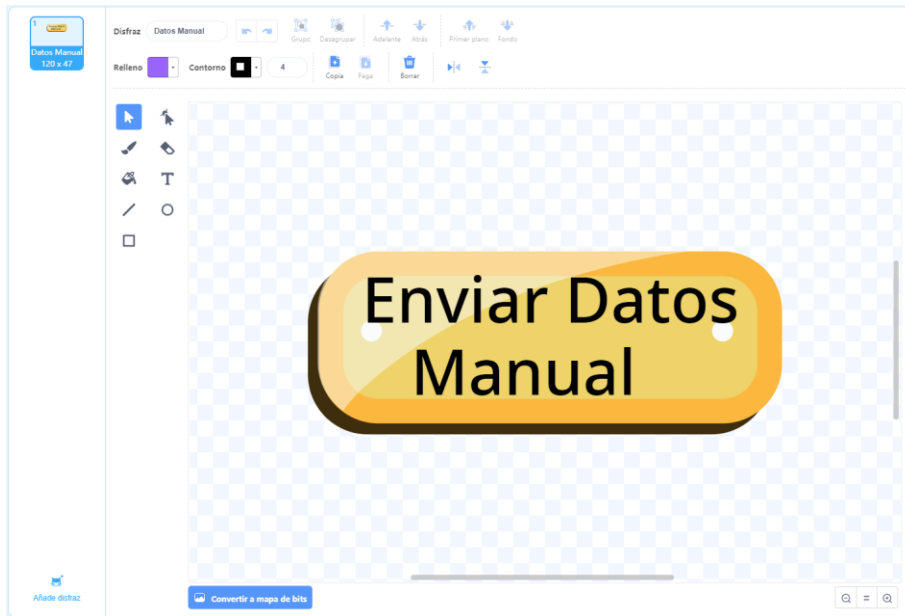 1
Datos Manual
120 x 47
Añade disfraz
Disfraz Datos Manual
Grupo Desagrupar Adelante Atrás Primer plano Fondo
Relleno Contorno 4 Copia Pega Borrar
T
Enviar Datos
Manual
Convertir a mapa de bits